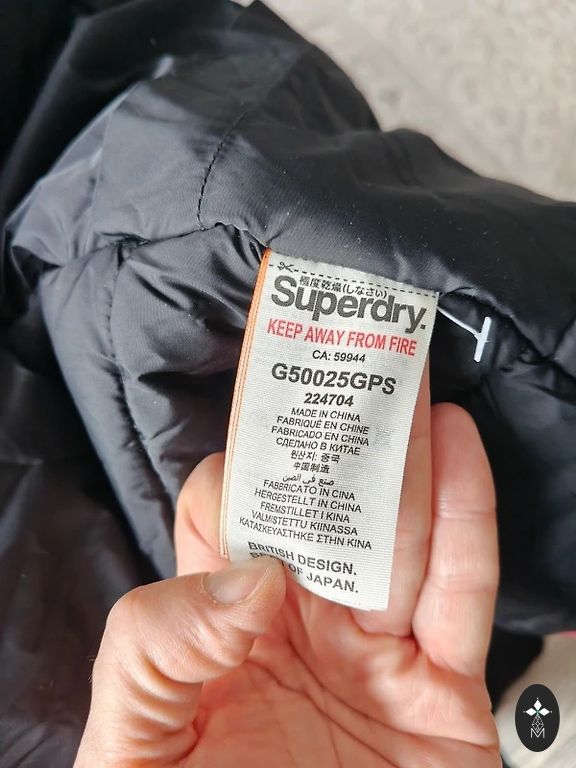 極度乾燥(しなさい)
Superdry.
KEEP AWAY FROM FIRE
CA: 59944
G50025GPS
224704
MADE IN CHINA
FABRIQUÉ EN CHINE
FABRICADO EN CHINA
СДЕЛАНО В КИТАЕ
원산지: 중국
中国制造
صنع في الصين
FABBRICATO IN CINA
HERGESTELLT IN CHINA
FREMSTILLET I KINA
VALMISTETTU KIINASSA
ΚΑΤΑΣΚΕΥΑΣΤΗΚΕ ΣΤΗΝ ΚΙΝΑ
BRITISH DESIGN.
OF JAPAN.
M